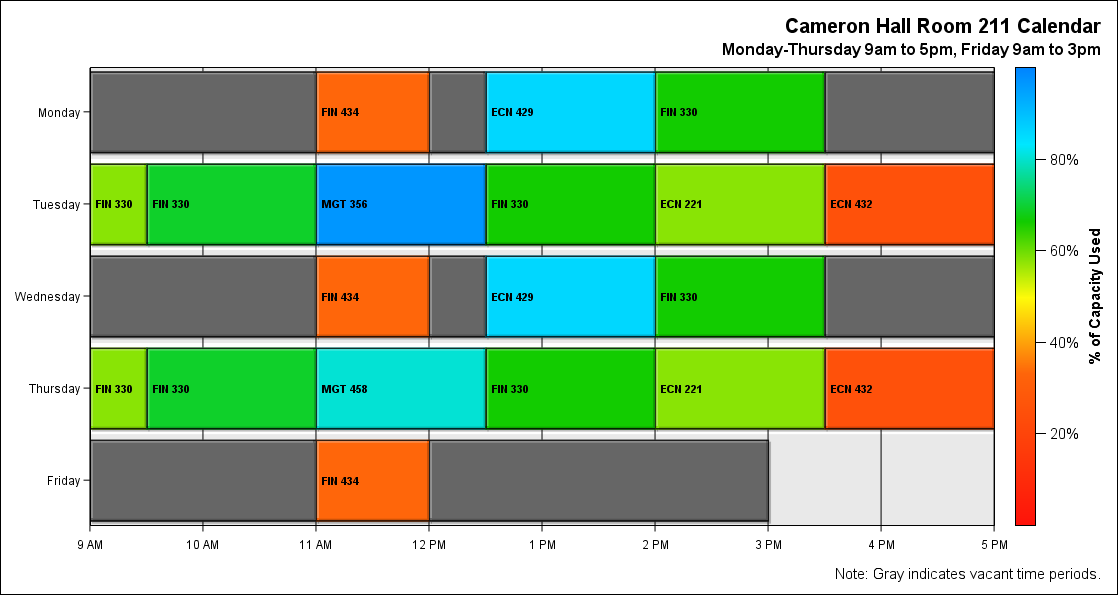 Cameron Hall Room 211 Calendar
Monday-Thursday 9am to 5pm, Friday 9am to 3pm
Monday
FIN 434
ECN 429
FIN 330
Tuesday
FIN 330
FIN 330
MGT 356
FIN 330
ECN 221
ECN 432
Wednesday
FIN 434
ECN 429
FIN 330
Thursday
FIN 330
FIN 330
MGT 458
FIN 330
ECN 221
ECN 432
Friday
FIN 434
9 AM
10 AM
11 AM
12 PM
1 PM
2 PM
3 PM
4 PM
5 PM
80%
60%
40%
20%
% of Capacity Used
Note: Gray indicates vacant time periods.